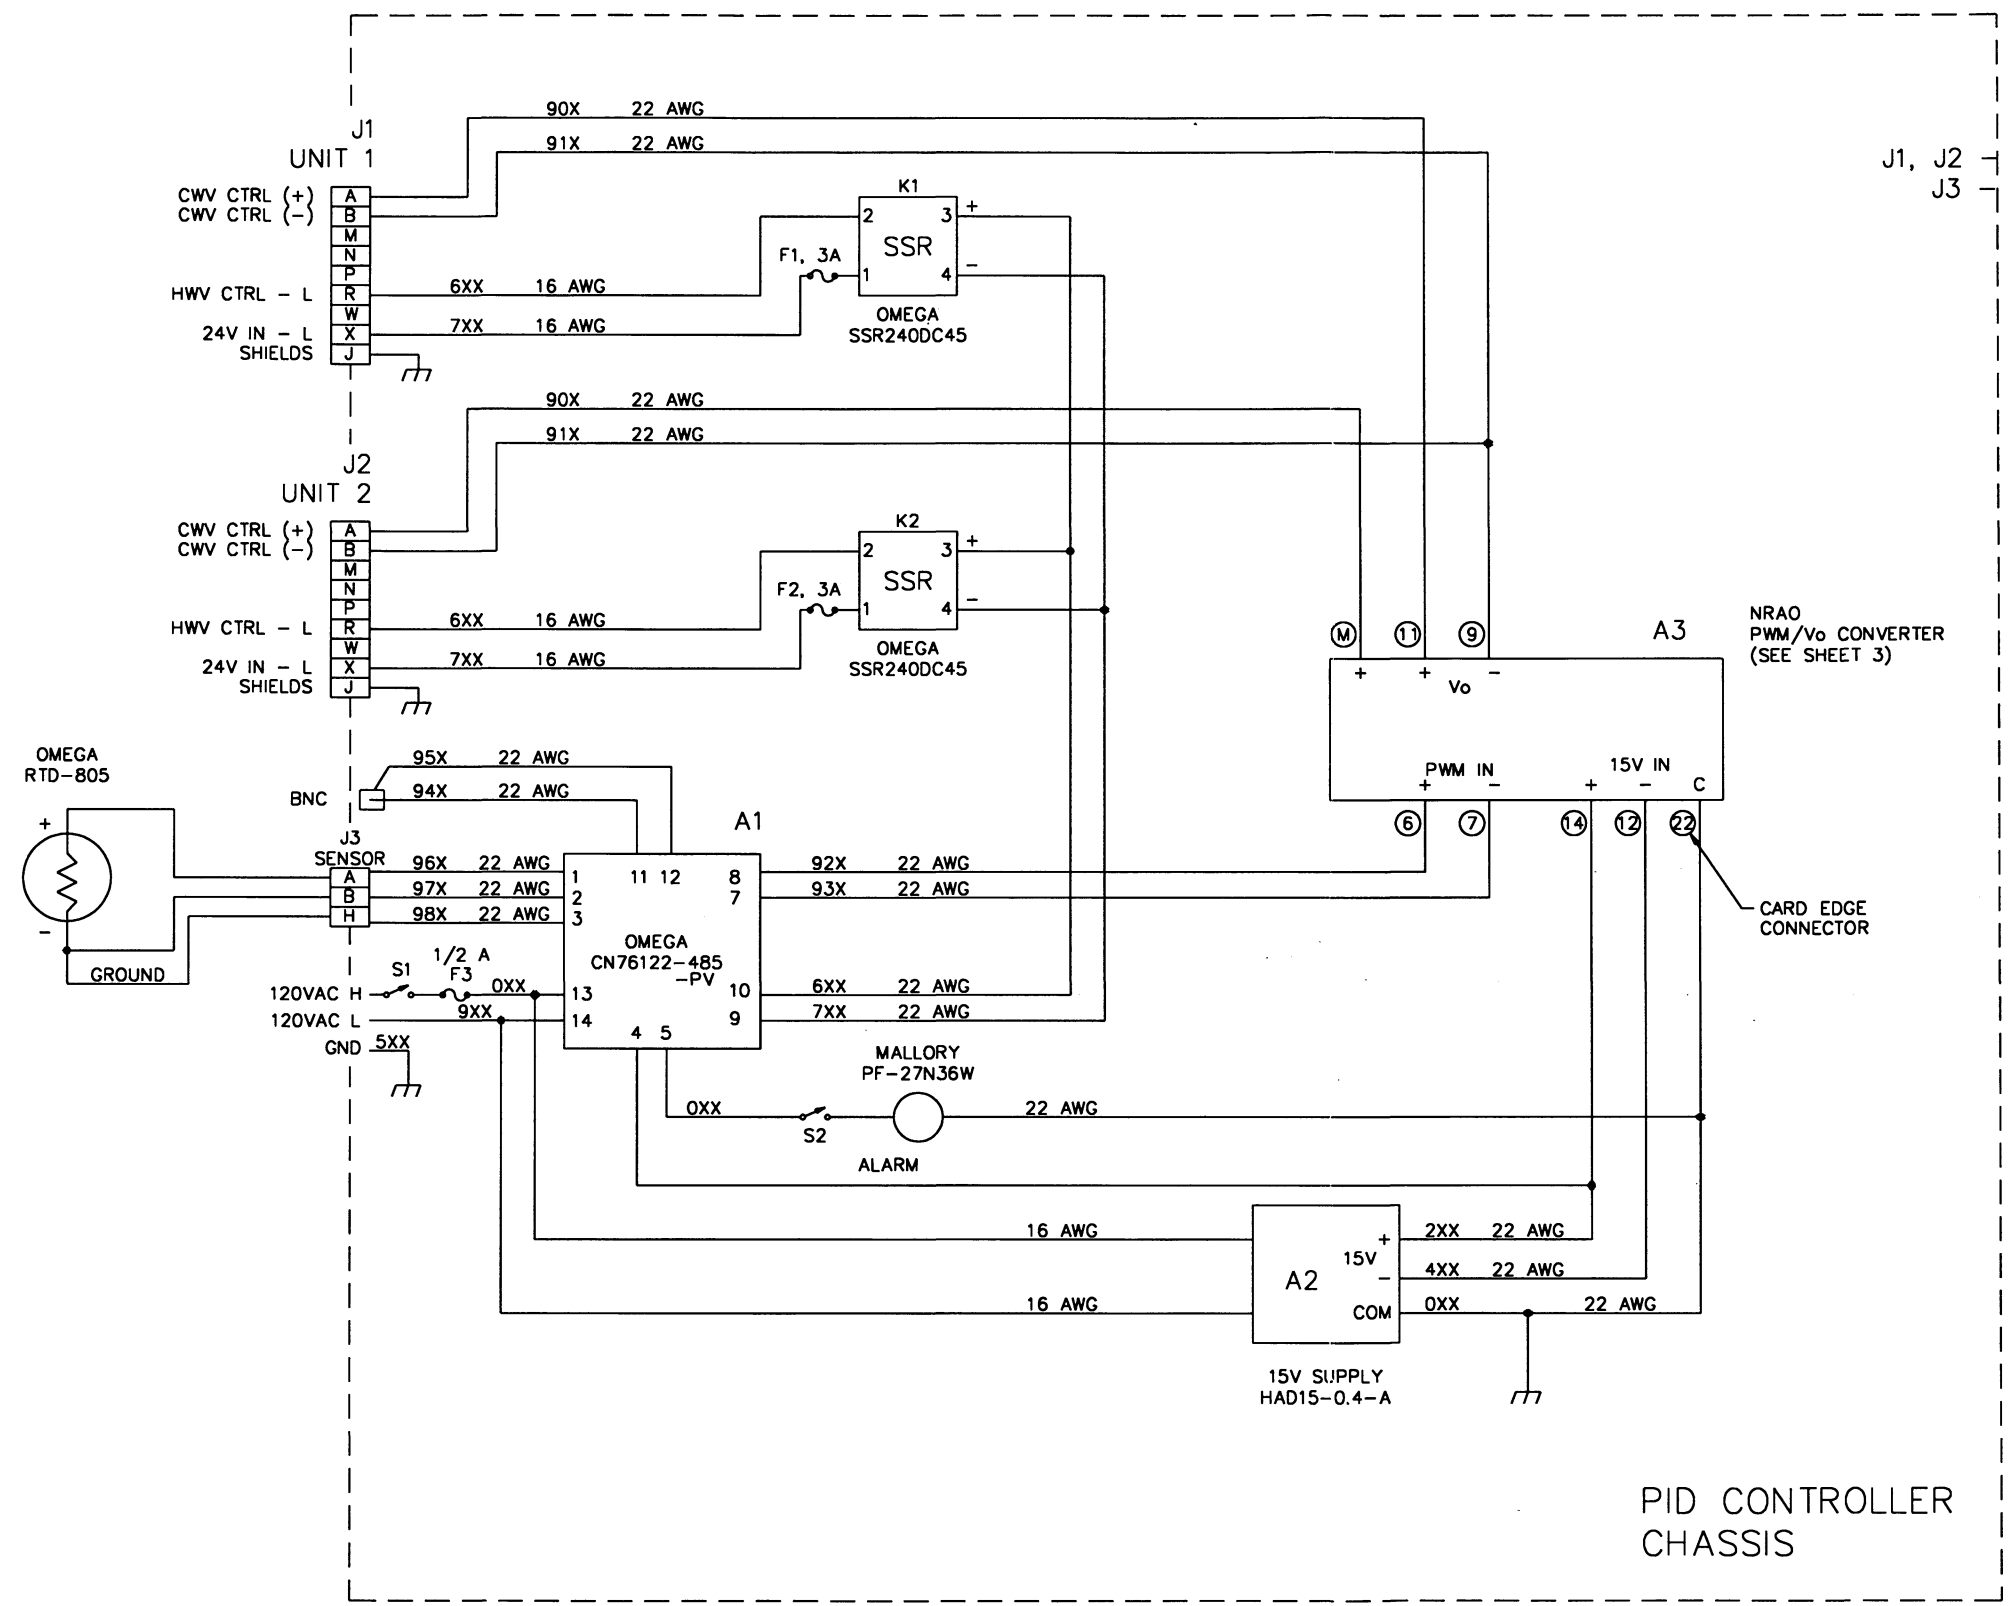 90X 22 AWG
J1
UNIT 1
91X 22 AWG
J1, J2
J3
CWV CTRL (+) A
CWV CTRL (-) B
M
N
P
HWV CTRL - L R
W
24V IN - L X
SHIELDS J
6XX 16 AWG
7XX 16 AWG
F1, 3A
K1
2 3 +
SSR
1 4 -
OMEGA
SSR240DC45
90X 22 AWG
91X 22 AWG
J2
UNIT 2
CWV CTRL (+) A
CWV CTRL (-) B
M
N
P
HWV CTRL - L R
W
24V IN - L X
SHIELDS J
6XX 16 AWG
7XX 16 AWG
F2, 3A
K2
2 3 +
SSR
1 4 -
OMEGA
SSR240DC45
M 11 9
A3
NRAO
PWM/Vo CONVERTER
(SEE SHEET 3)
+ + -
Vo
PWM IN
15V IN
+ - + - C
6 7 14 12 22
CARD EDGE
CONNECTOR
OMEGA
RTD-805
+
-
GROUND
95X 22 AWG
BNC
94X 22 AWG
J3
SENSOR
A
B
H
96X 22 AWG
97X 22 AWG
98X 22 AWG
A1
1 11 12 8
2 7
3
OMEGA
CN76122-485
-PV
13 10
14 9
4 5
92X 22 AWG
93X 22 AWG
6XX 22 AWG
7XX 22 AWG
1/2 A
S1 F3
120VAC H
0XX
120VAC L
9XX
GND 5XX
MALLORY
PF-27N36W
0XX
S2
22 AWG
ALARM
16 AWG
16 AWG
A2
+
15V
-
COM
2XX 22 AWG
4XX 22 AWG
0XX 22 AWG
15V SUPPLY
HAD15-0.4-A
PID CONTROLLER
CHASSIS